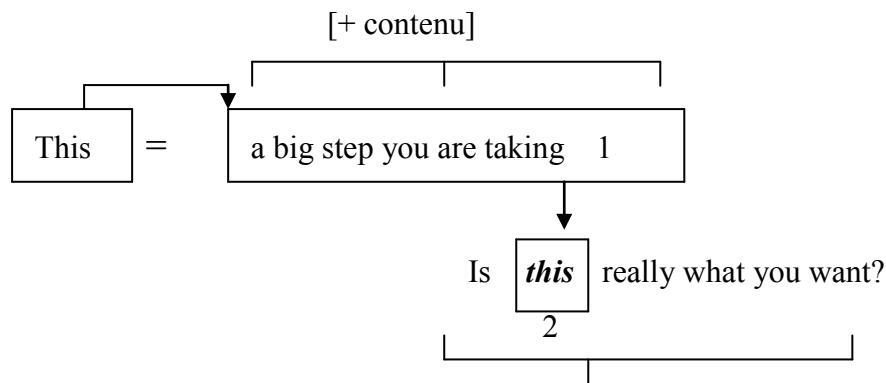 [+ contenu]
This = a big step you are taking 1
Is this really what you want?
2